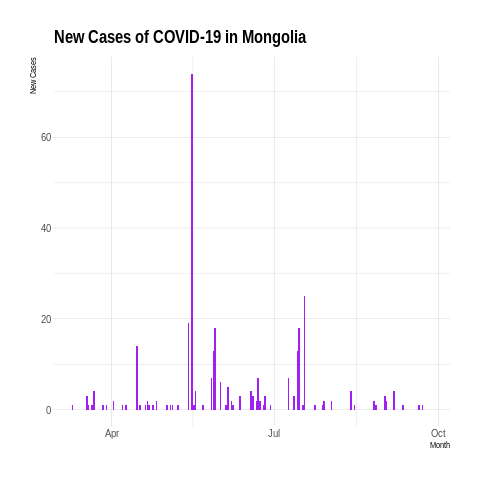 New Cases of COVID-19 in Mongolia
New Cases
60
40
20
0
Apr
Jul
Oct
Month